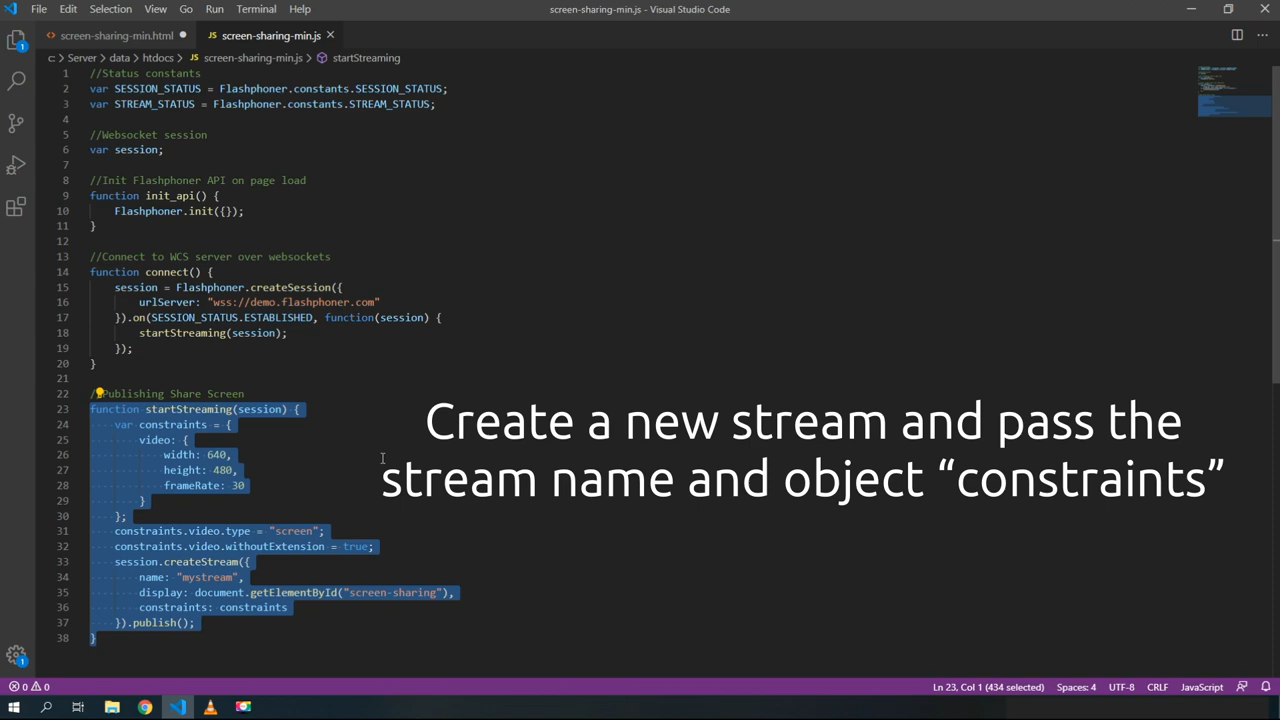 File Edit Selection View Go Run Terminal Help screen-sharing-min.js - Visual Studio Code
screen-sharing-min.html JS screen-sharing-min.js
c: > Server > data > htdocs > JS screen-sharing-min.js > startStreaming
1 //Status constants
2 var SESSION_STATUS = Flashphoner.constants.SESSION_STATUS;
3 var STREAM_STATUS = Flashphoner.constants.STREAM_STATUS;
4
5 //Websocket session
6 var session;
7
8 //Init Flashphoner API on page load
9 function init_api() {
10 Flashphoner.init({});
11 }
12
13 //Connect to WCS server over websockets
14 function connect() {
15 session = Flashphoner.createSession({
16 urlServer: "wss://demo.flashphoner.com"
17 }).on(SESSION_STATUS.ESTABLISHED, function(session) {
18 startStreaming(session);
19 });
20 }
21
22 //Publishing Share Screen
23 function startStreaming(session) {
24 var constraints = {
25 video: {
26 width: 640,
27 height: 480,
28 frameRate: 30
29 }
30 };
31 constraints.video.type = "screen";
32 constraints.video.withoutExtension = true;
33 session.createStream({
34 name: "mystream",
35 display: document.getElementById("screen-sharing"),
36 constraints: constraints
37 }).publish();
38 }
Create a new stream and pass the
stream name and object “constraints”
1
1
0 0 Ln 23, Col 1 (434 selected) Spaces: 4 UTF-8 CRLF JavaScript